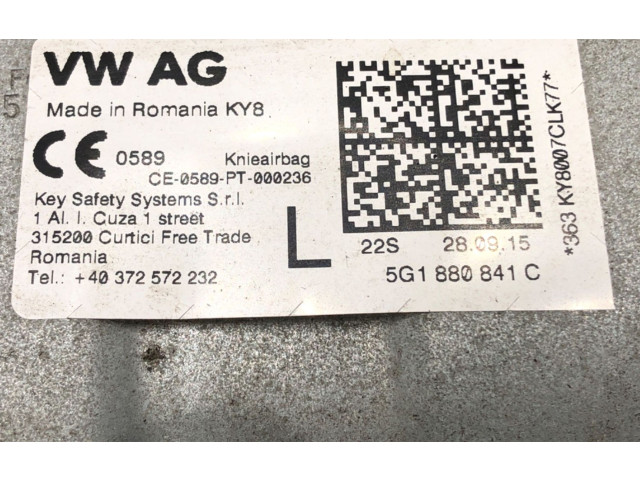 VW AG
Made in Romania KY8
CE 0589 Knieairbag
CE-0589-PT-000236
Key Safety Systems S.r.l.
1 Al. I. Cuza 1 street
315200 Curtici Free Trade
Romania
Tel.: +40 372 572 232
L
22S 28.09.15
5G1 880 841 C
*363 KY8007CLK77*
F
5